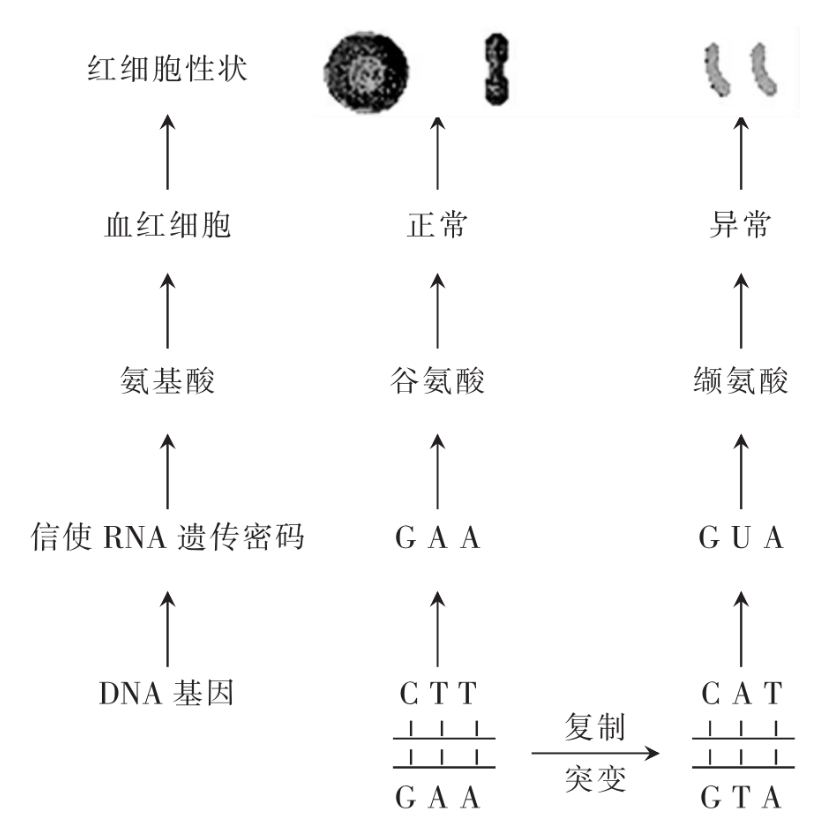 红细胞性状
血红细胞 正常 异常
氨基酸 谷氨酸 缬氨酸
信使 RNA 遗传密码 G A A G U A
DNA 基因 C T T C A T
复制
突变
G A A G T A